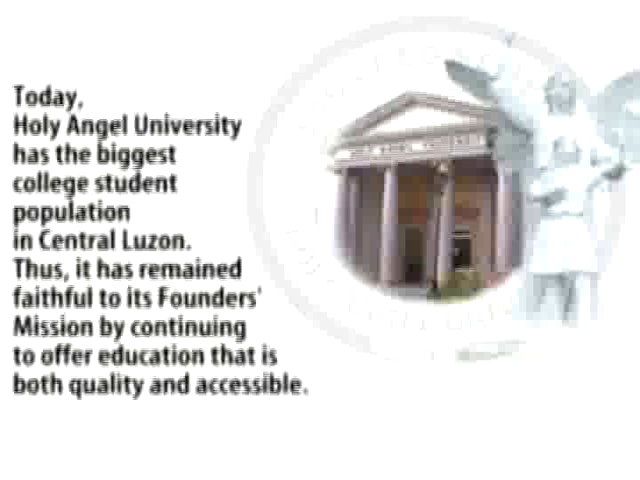 Today,
Holy Angel University
has the biggest
college student
population
in Central Luzon.
Thus, it has remained
faithful to its Founders'
Mission by continuing
to offer education that is
both quality and accessible.